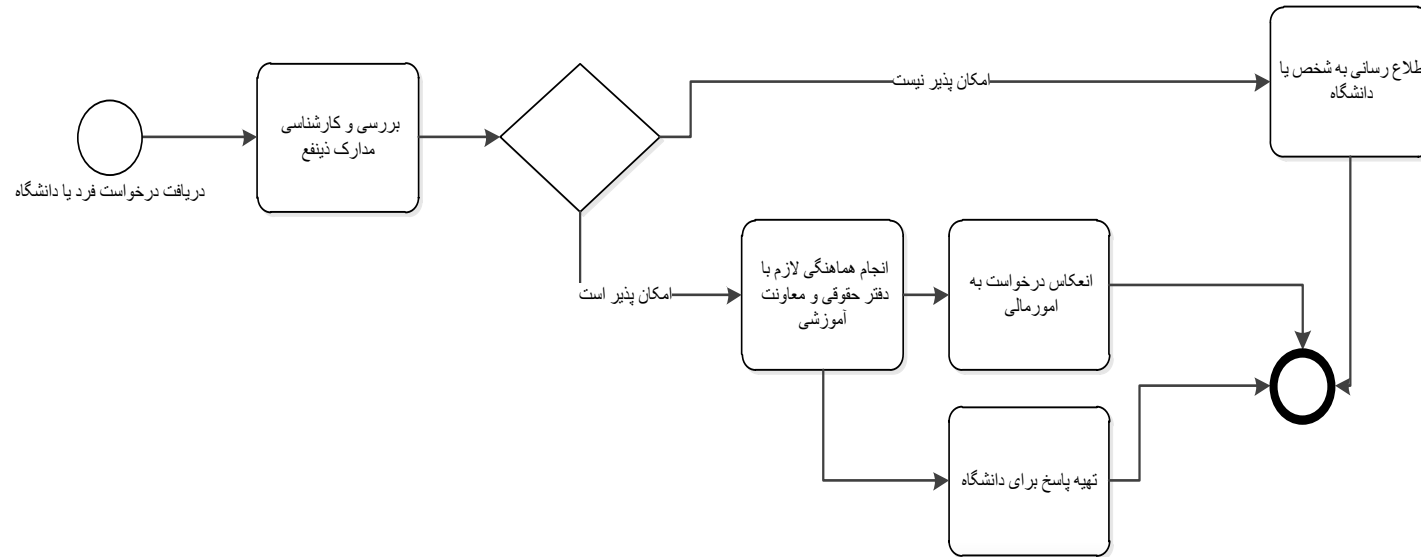 دریافت درخواست فرد یا دانشگاه
بررسی و کارشناسی
مدارک ذینفع
امکان پذیر نیست
طلاع رسانی به شخص یا
دانشگاه
امکان پذیر است
انجام هماهنگی لازم با
دفتر حقوقی و معاونت
آموزشی
انعکاس درخواست به
امورمالی
تهیه پاسخ برای دانشگاه